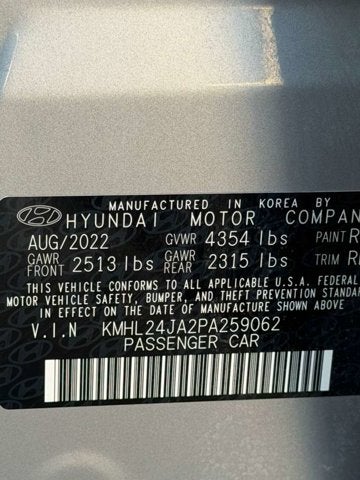 MANUFACTURED IN KOREA BY
HYUNDAI MOTOR COMPAN
AUG/2022 GVWR 4354 lbs PAINT R
GAWR FRONT 2513 lbs GAWR REAR 2315 lbs TRIM R
THIS VEHICLE CONFORMS TO ALL APPLICABLE U.S.A. FEDERAL
MOTOR VEHICLE SAFETY, BUMPER, AND THEFT PREVENTION STANDAR
IN EFFECT ON THE DATE OF MANUFACTURE SHOWN ABOVE.
V.I.N KMHL24JA2PA259062
PASSENGER CAR